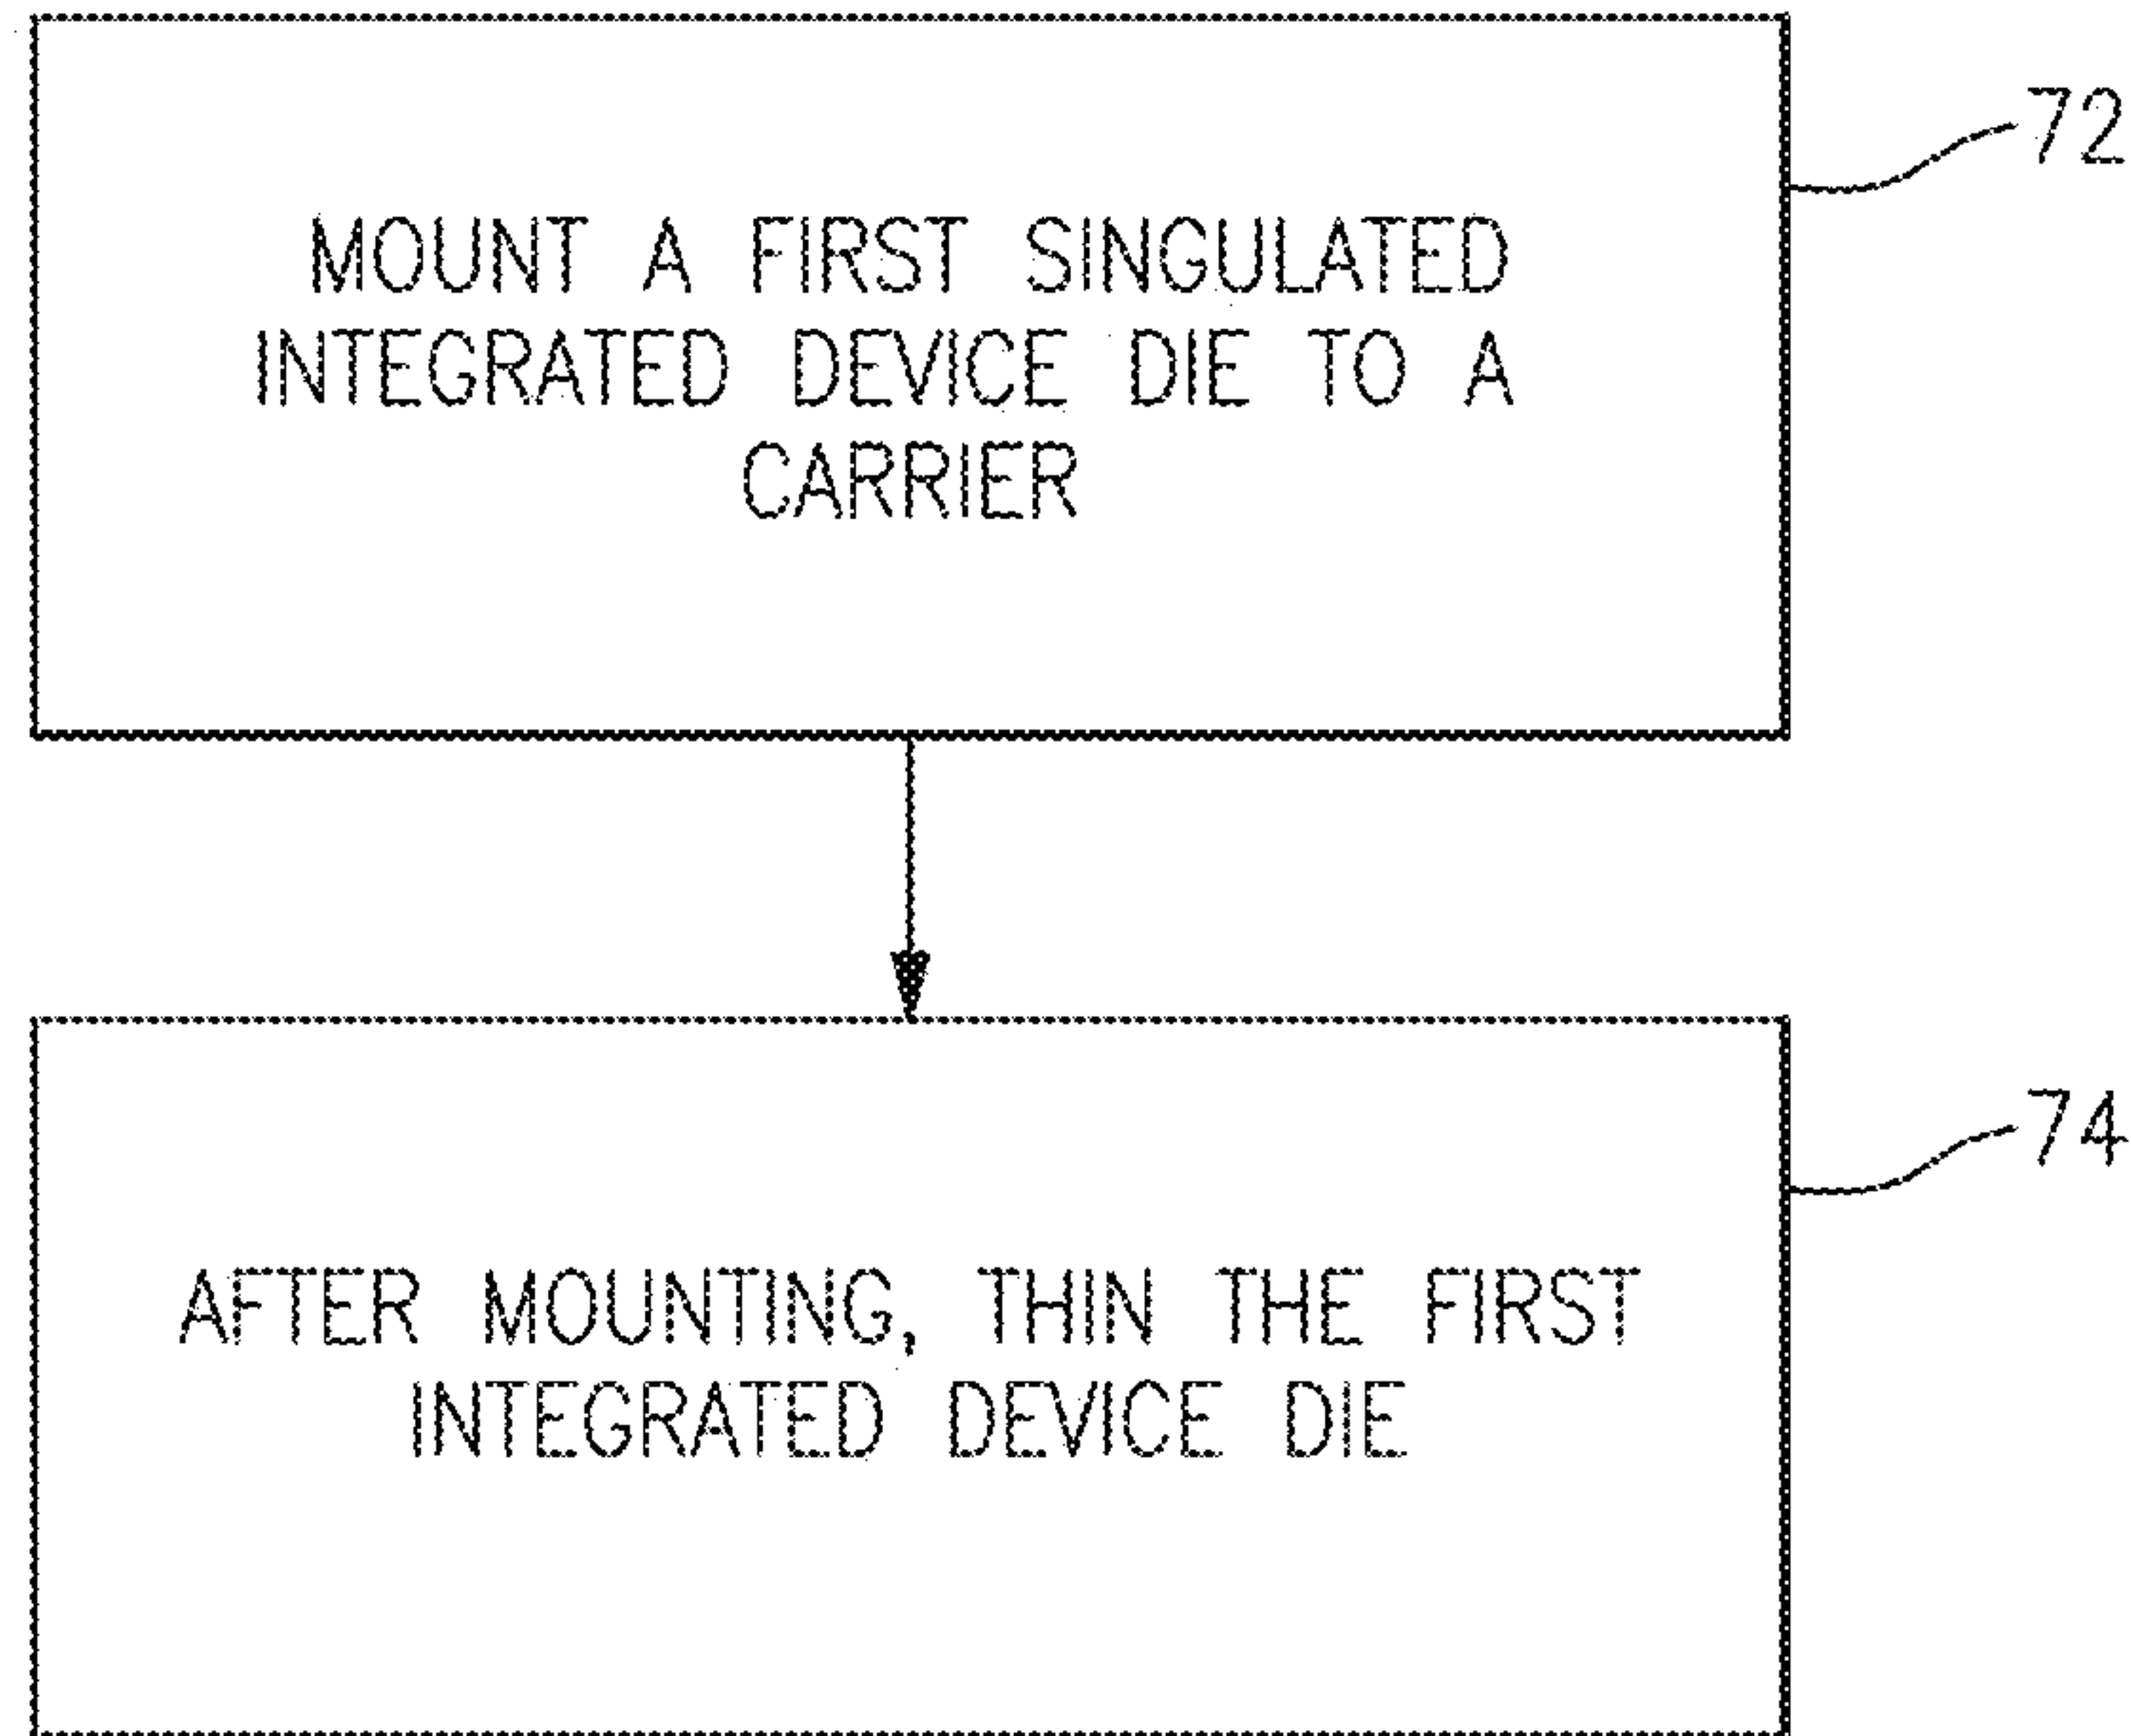 72
MOUNT A FIRST SINGULATED
INTEGRATED DEVICE DIE TO A
CARRIER
74
AFTER MOUNTING, THIN THE FIRST
INTEGRATED DEVICE DIE